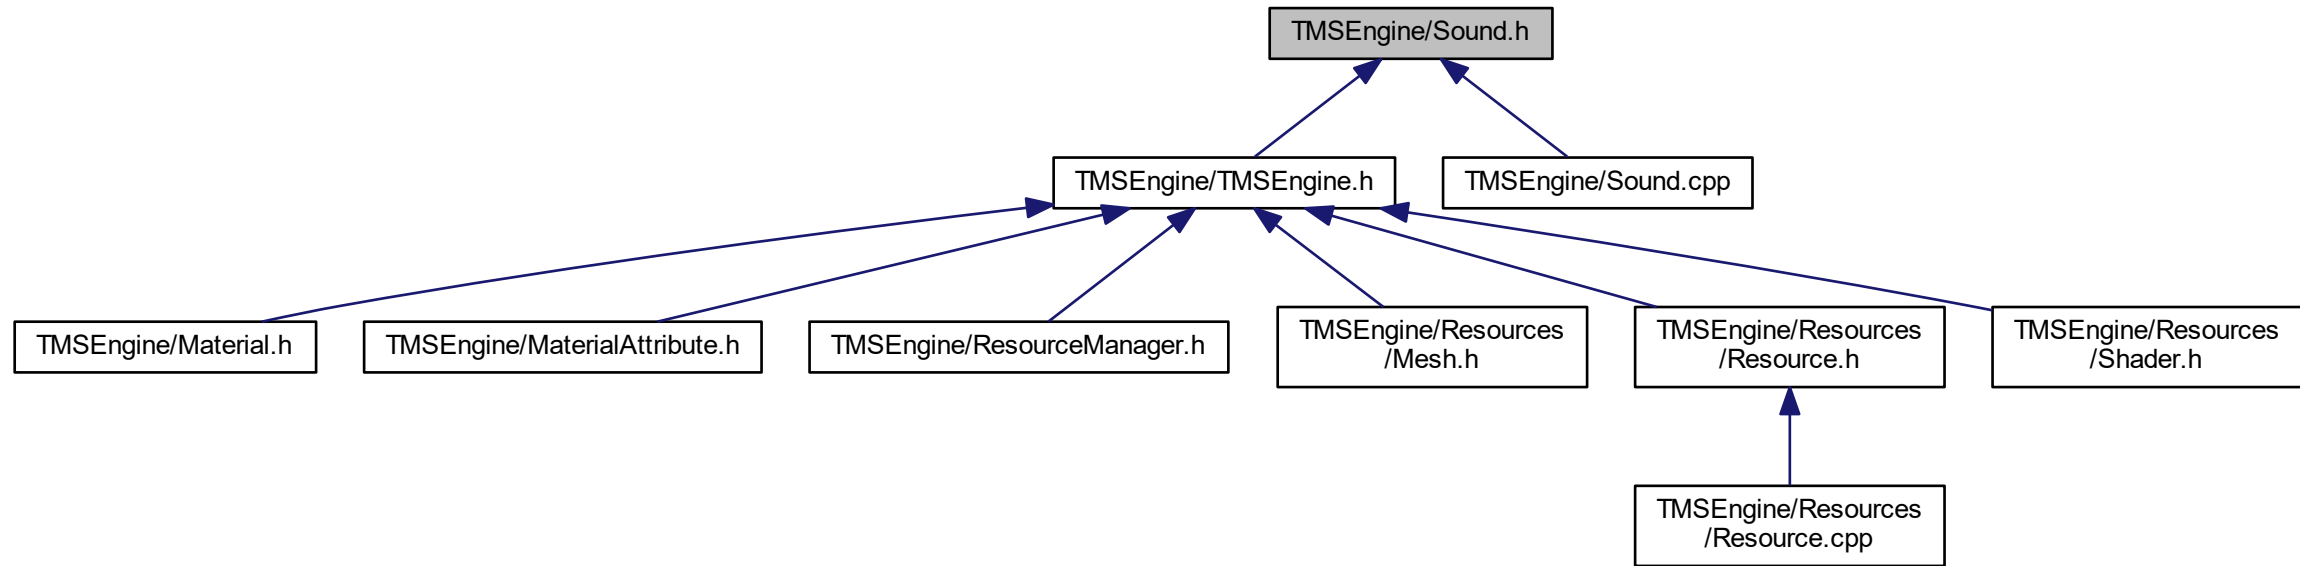 TMSEngine/Sound.h
TMSEngine/TMSEngine.h
TMSEngine/Sound.cpp
TMSEngine/Material.h
TMSEngine/MaterialAttribute.h
TMSEngine/ResourceManager.h
TMSEngine/Resources
/Mesh.h
TMSEngine/Resources
/Resource.h
TMSEngine/Resources
/Shader.h
TMSEngine/Resources
/Resource.cpp